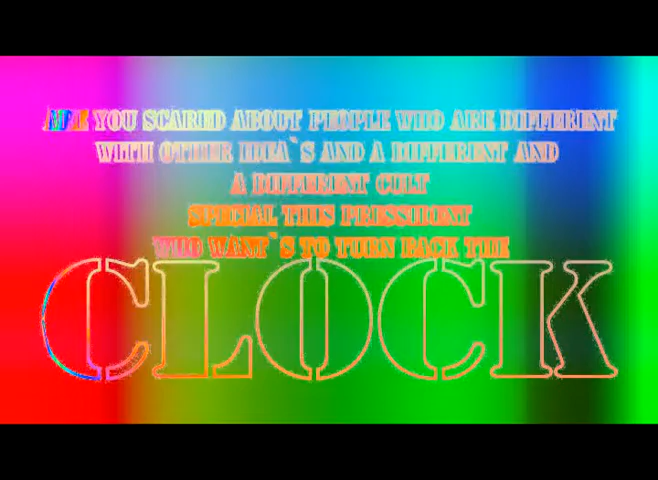 ARE YOU SCARED ABOUT PEOPLE WHO ARE DIFFERENT
WITH OTHER IDEA`S AND A DIFFERENT AND
A DIFFERENT CULT
SPECIAL THIS PRESSIDENT
WHO WANT`S TO TURN BACK THE
CLOCK